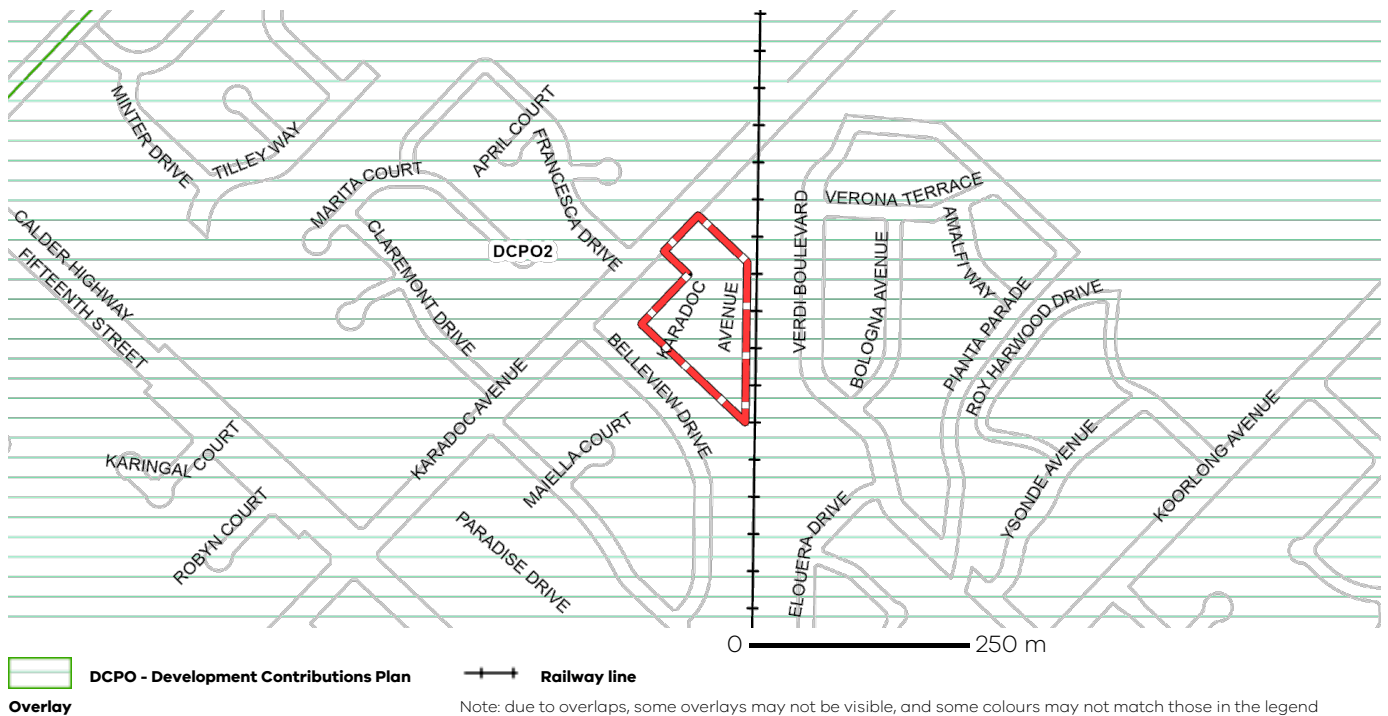 MINTER DRIVE
TILLEY WAY
MARITA COURT
APRIL COURT
FRANCESCA DRIVE
CALDER HIGHWAY
FIFTEENTH STREET
CLAREMONT DRIVE
DCPO2
KARADOC AVENUE
VERDI BOULEVARD
VERONA TERRACE
BOLOGNA AVENUE
AMALFI WAY
PIANTA PARADE
ROY HARWOOD DRIVE
BELLEVIEW DRIVE
KARADOC AVENUE
MAIELLA COURT
KARINGAL COURT
ROBYN COURT
PARADISE DRIVE
ELOUERA DRIVE
YSONDE AVENUE
KOORLONG AVENUE
0 250 m
DCPO - Development Contributions Plan
Overlay
Railway line
Note: due to overlaps, some overlays may not be visible, and some colours may not match those in the legend